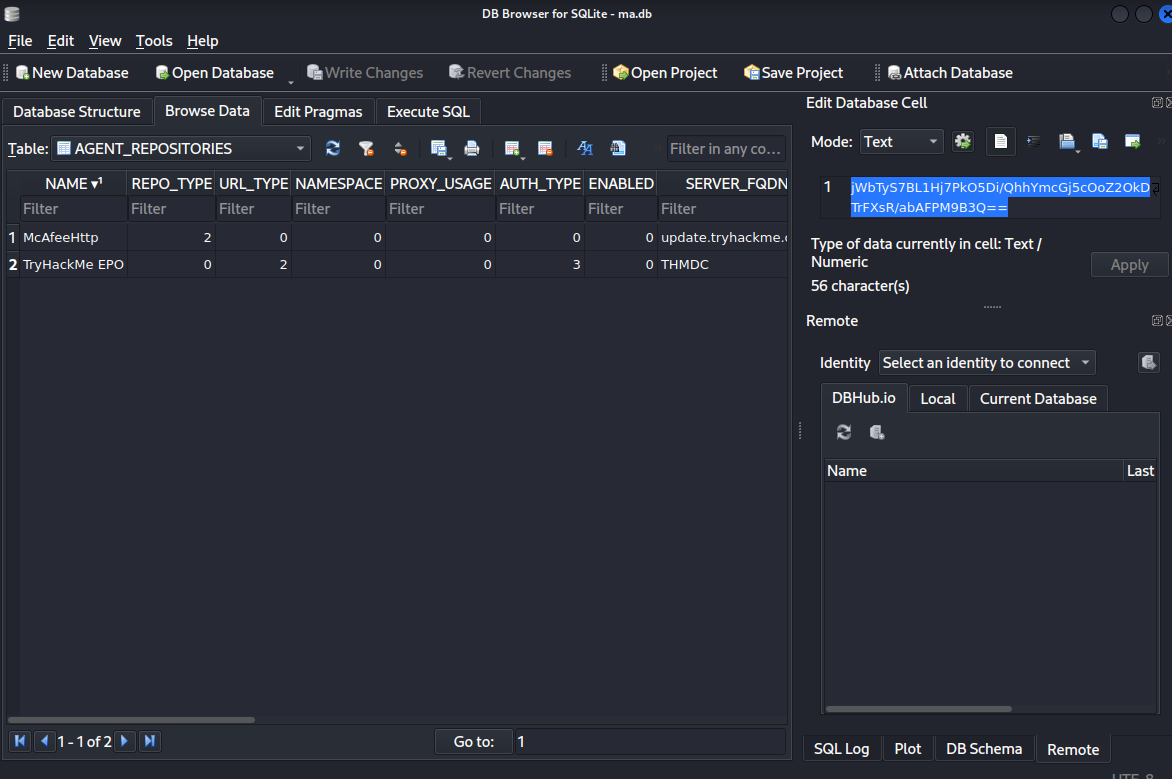 DB Browser for SQLite - ma.db
File Edit View Tools Help
New Database Open Database Write Changes Revert Changes Open Project Save Project Attach Database
Database Structure Browse Data Edit Pragmas Execute SQL
Table: AGENT_REPOSITORIES Filter in any co...
NAME REPO_TYPE URL_TYPE NAMESPACE PROXY_USAGE AUTH_TYPE ENABLED SERVER_FQDN
Filter Filter Filter Filter Filter Filter Filter Filter
1 McAfeeHttp 2 0 0 0 0 0 update.tryhackme.c
2 TryHackMe EPO 0 2 0 0 3 0 THMDC
1 - 1 of 2 Go to: 1
Edit Database Cell
Mode: Text
1 jWbTyS7BL1Hj7PkO5Di/QhhYmcGj5cOoZ2OkD
TrFXsR/abAFPM9B3Q==
Type of data currently in cell: Text /
Numeric
Apply
56 character(s)
Remote
Identity Select an identity to connect
DBHub.io Local Current Database
Name Last
SQL Log Plot DB Schema Remote
UTF-8